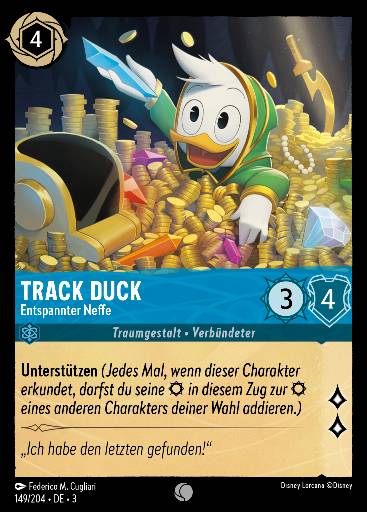 4
TRACK DUCK
Entspannter Neffe
3
4
Traumgestalt • Verbündeter
Unterstützen (Jedes Mal, wenn dieser Charakter
erkundet, darfst du seine in diesem Zug zur
eines anderen Charakters deiner Wahl addieren.)
„Ich habe den letzten gefunden!“
Federico M. Cugliari
Disney Lorcana ©Disney
149/204 • DE • 3